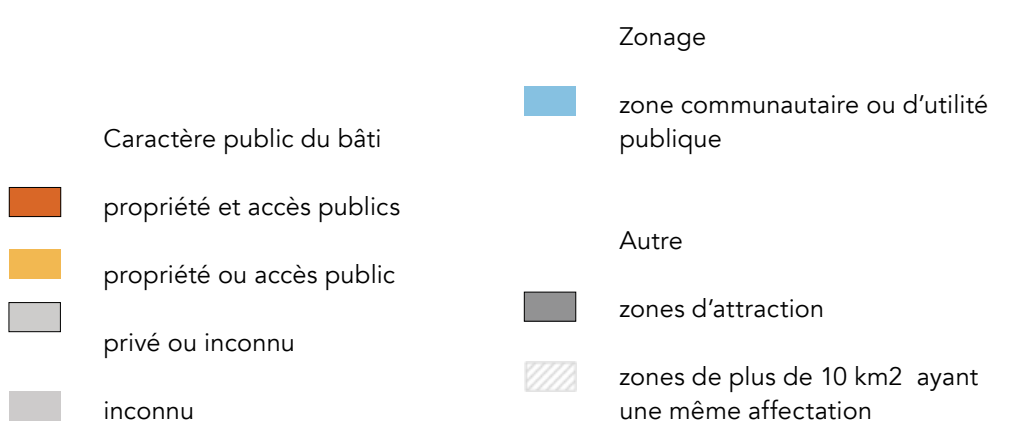 Caractère public du bâti
propriété et accès publics
propriété ou accès public
privé ou inconnu
inconnu
Zonage
zone communautaire ou d'utilité
publique
Autre
zones d'attraction
zones de plus de 10 km2  ayant
une même affectation